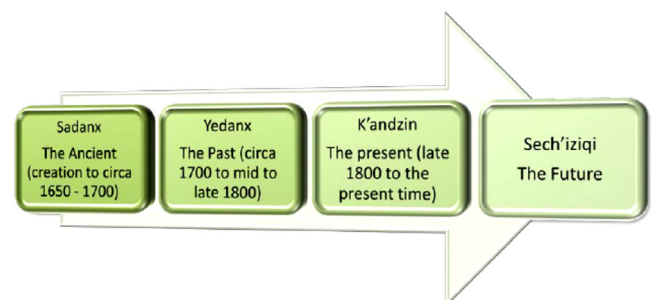 Sadanx
The Ancient
(creation to circa
1650 - 1700)
Yedanx
The Past (circa
1700 to mid to
late 1800)
K'andzin
The present (late
1800 to the
present time)
Sech'iziqi
The Future